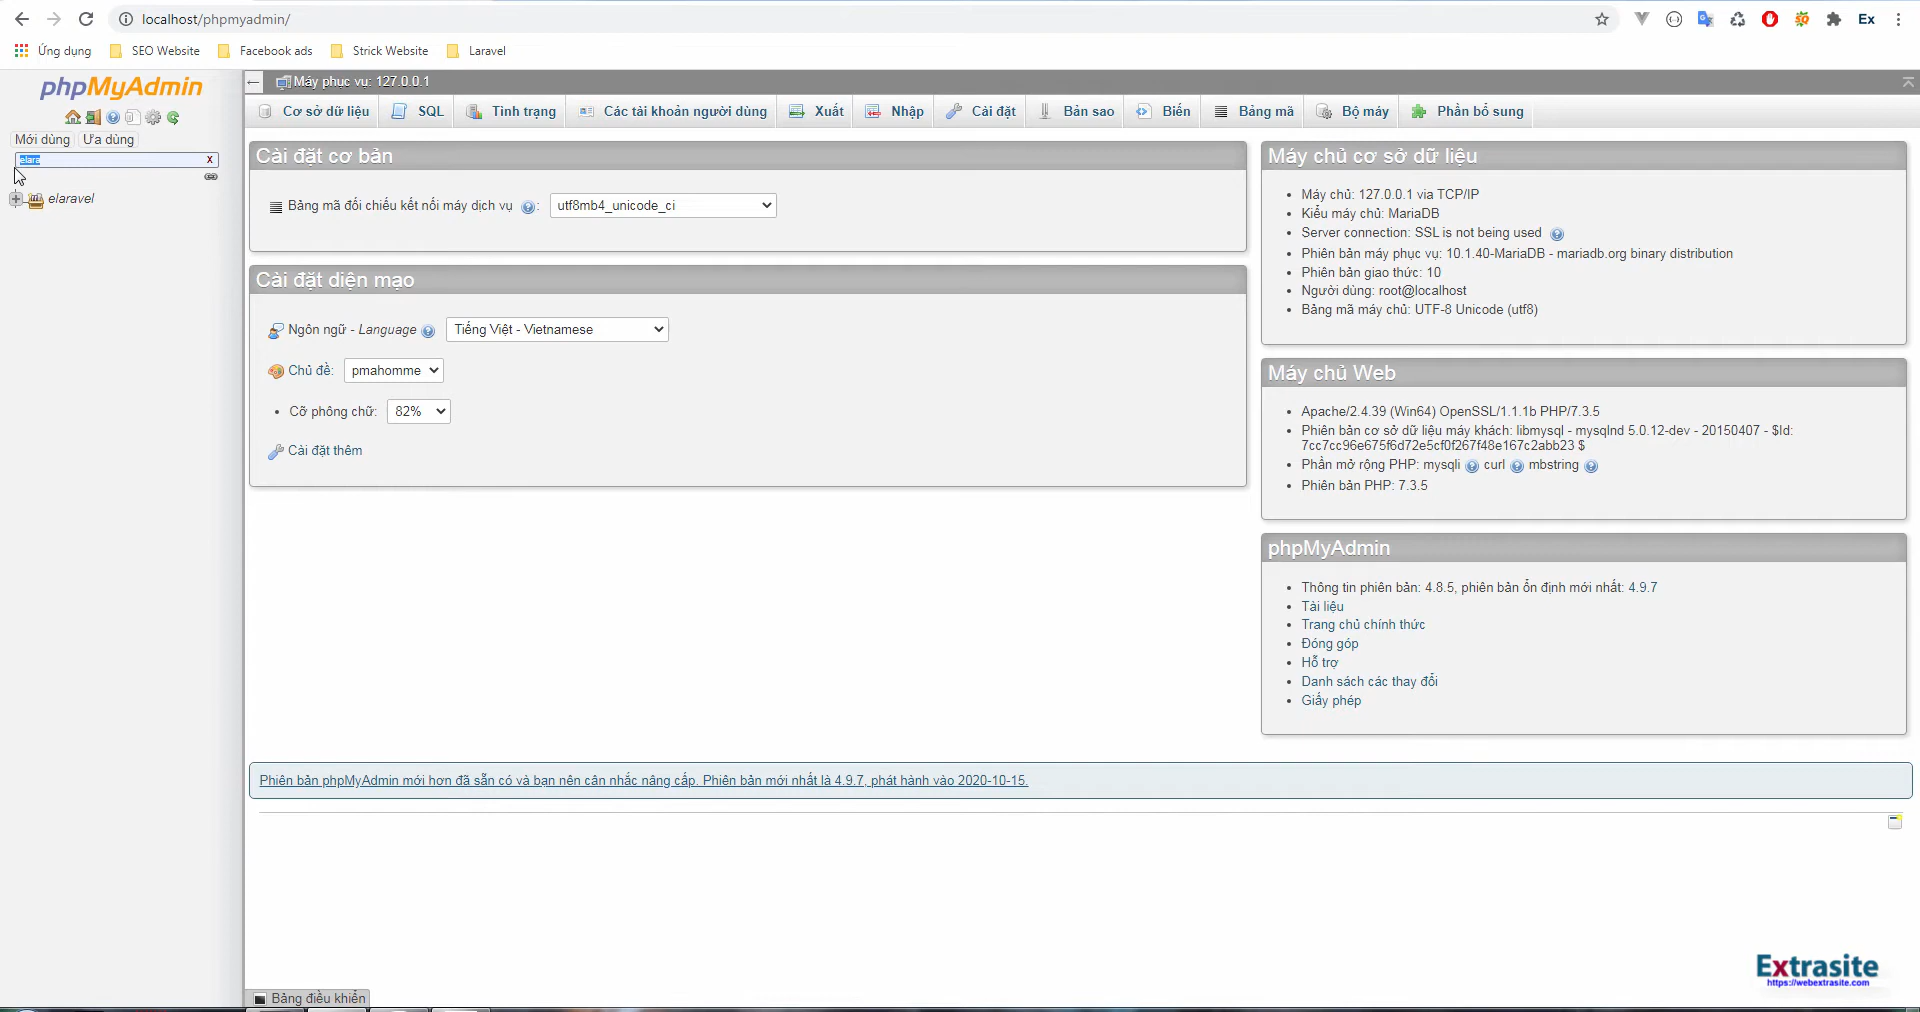 localhost/phpmyadmin/
Ex
Ứng dụng
SEO Website
Facebook ads
Strick Website
Laravel
phpMyAdmin
Mới dùng
Ưa dùng
elara
X
elaravel
Máy phục vụ: 127.0.0.1
Cơ sở dữ liệu
SQL
Tình trạng
Các tài khoản người dùng
Xuất
Nhập
Cài đặt
Bản sao
Biến
Bảng mã
Bộ máy
Phần bổ sung
Cài đặt cơ bản
Bảng mã đối chiếu kết nối máy dịch vụ :
utf8mb4_unicode_ci
Cài đặt diện mạo
Ngôn ngữ - Language
Tiếng Việt - Vietnamese
Chủ đề:
pmahomme
Cỡ phông chữ:
82%
Cài đặt thêm
Máy chủ cơ sở dữ liệu
Máy chủ: 127.0.0.1 via TCP/IP
Kiểu máy chủ: MariaDB
Server connection: SSL is not being used
Phiên bản máy phục vụ: 10.1.40-MariaDB - mariadb.org binary distribution
Phiên bản giao thức: 10
Người dùng: root@localhost
Bảng mã máy chủ: UTF-8 Unicode (utf8)
Máy chủ Web
Apache/2.4.39 (Win64) OpenSSL/1.1.1b PHP/7.3.5
Phiên bản cơ sở dữ liệu máy khách: libmysql - mysqlnd 5.0.12-dev - 20150407 - $Id:
7cc7cc96e675f6d72e5cf0f267f48e167c2abb23 $
Phần mở rộng PHP: mysqli curl mbstring
Phiên bản PHP: 7.3.5
phpMyAdmin
Thông tin phiên bản: 4.8.5, phiên bản ổn định mới nhất: 4.9.7
Tài liệu
Trang chủ chính thức
Đóng góp
Hỗ trợ
Danh sách các thay đổi
Giấy phép
Phiên bản phpMyAdmin mới hơn đã sẵn có và bạn nên cân nhắc nâng cấp. Phiên bản mới nhất là 4.9.7, phát hành vào 2020-10-15.
Bảng điều khiển
Extrasite
https://webextrasite.com